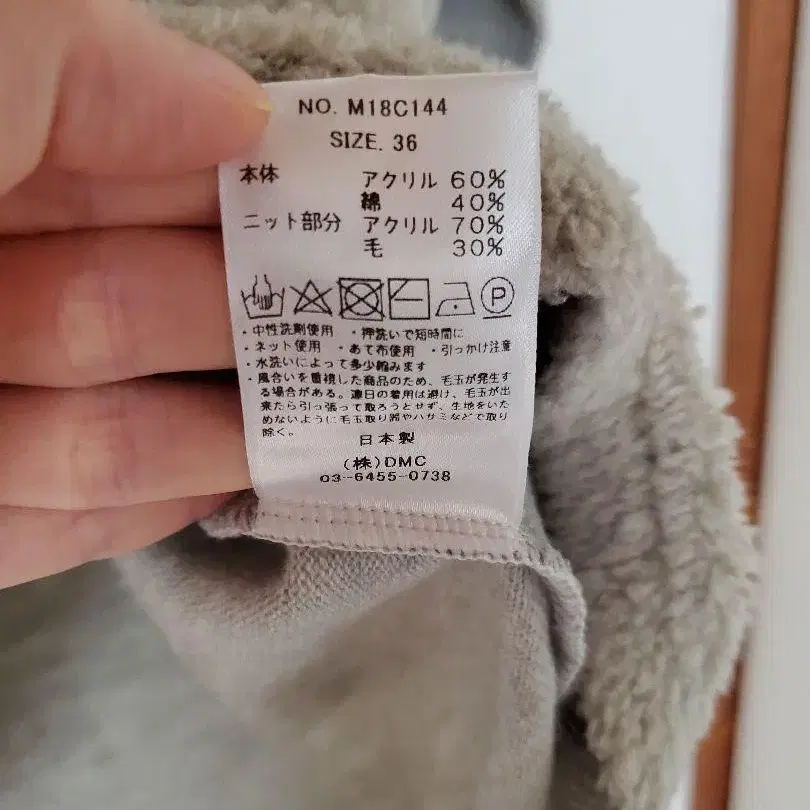 NO. M18C144
SIZE. 36
本体 アクリル 60%
綿 40%
ニット部分 アクリル 70%
毛 30%
P
・中性洗剤使用 ・押洗いで短時間に
・ネット使用 ・あて布使用 ・引っかけ注意
・水洗いによって多少縮みます
・風合いを重視した商品のため、毛玉が発生す
る場合がある。連日の着用は避け、毛玉が出
来たら引っ張って取ろうとせず、生地をいた
めないように毛玉取り器やハサミなどで取り
除く。
日本製
(株)DMC
03-6455-0738